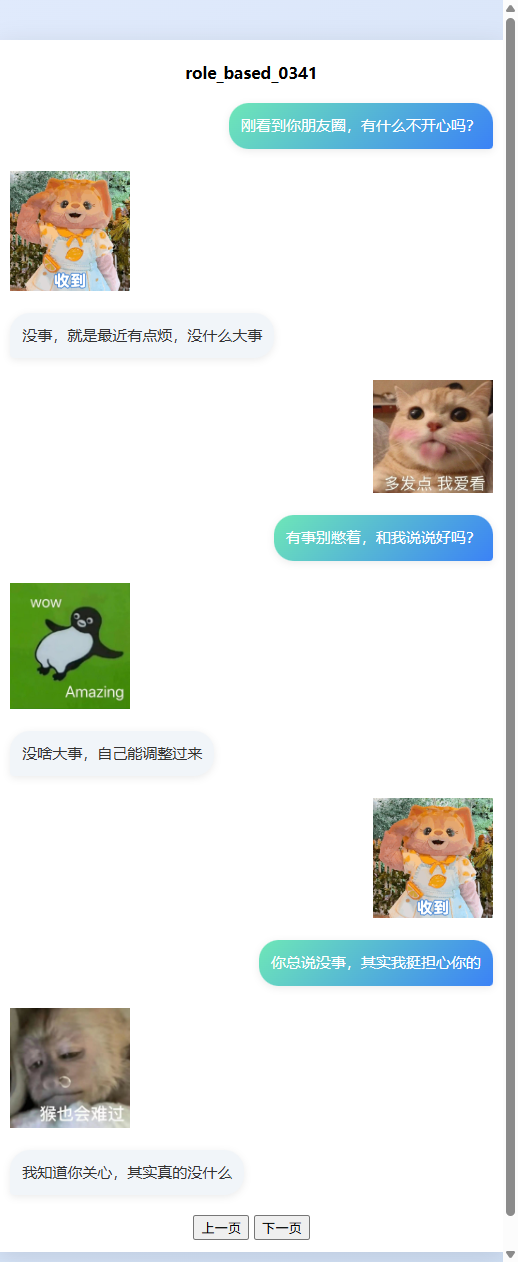 role_based_0341
刚看到你朋友圈，有什么不开心吗？
收到
没事，就是最近有点烦，没什么大事
多发点 我爱看
有事别憋着，和我说说好吗？
wow
Amazing
没啥大事，自己能调整过来
收到
你总说没事，其实我挺担心你的
猴也会难过
我知道你关心，其实真的没什么
上一页 下一页